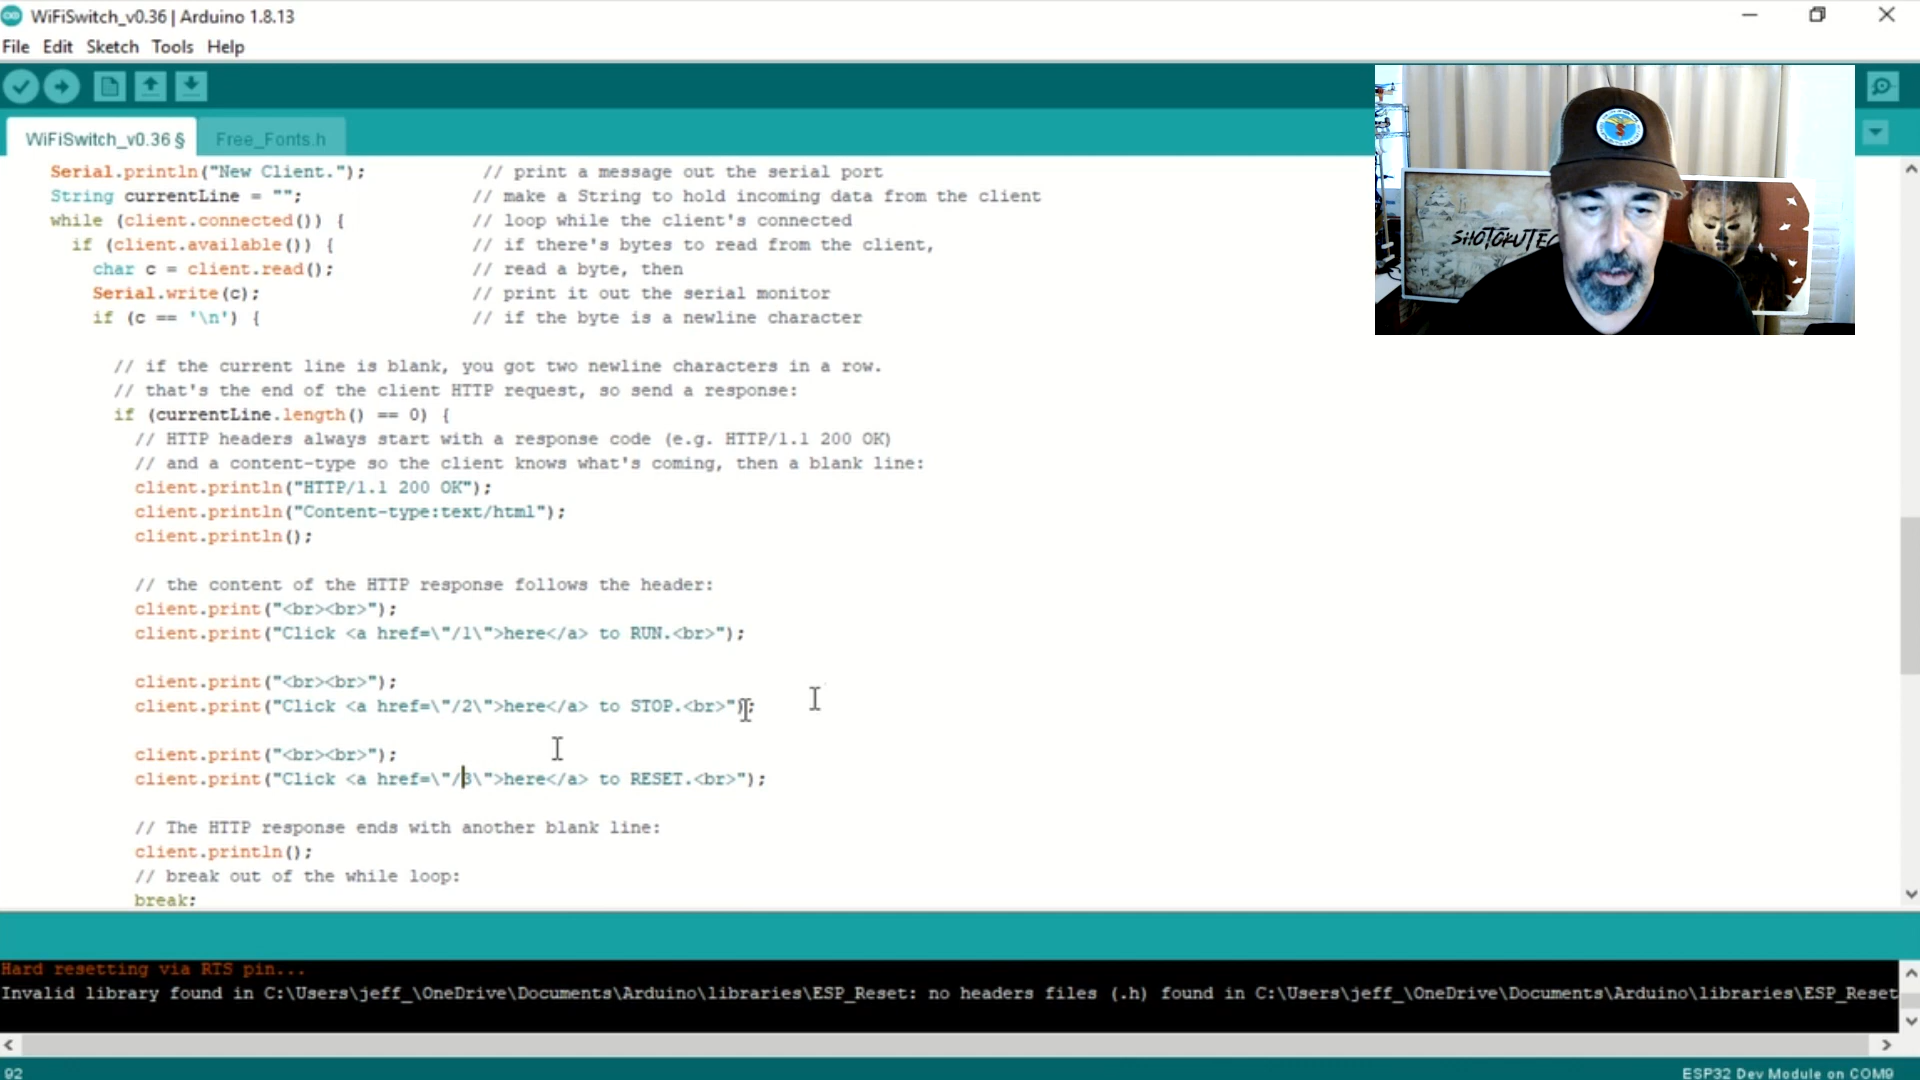 WiFiSwitch_v0.36 | Arduino 1.8.13
File Edit Sketch Tools Help
WiFiSwitch_v0.36 § Free_Fonts.h
Serial.println("New Client."); // print a message out the serial port
String currentLine = ""; // make a String to hold incoming data from the client
while (client.connected()) { // loop while the client's connected
if (client.available()) { // if there's bytes to read from the client,
char c = client.read(); // read a byte, then
Serial.write(c); // print it out the serial monitor
if (c == '\n') { // if the byte is a newline character
// if the current line is blank, you got two newline characters in a row.
// that's the end of the client HTTP request, so send a response:
if (currentLine.length() == 0) {
// HTTP headers always start with a response code (e.g. HTTP/1.1 200 OK)
// and a content-type so the client knows what's coming, then a blank line:
client.println("HTTP/1.1 200 OK");
client.println("Content-type:text/html");
client.println();
// the content of the HTTP response follows the header:
client.print("<br><br>");
client.print("Click <a href=\"/1\">here</a> to RUN.<br>");
client.print("<br><br>");
client.print("Click <a href=\"/2\">here</a> to STOP.<br>");
client.print("<br><br>");
client.print("Click <a href=\"/3\">here</a> to RESET.<br>");
// The HTTP response ends with another blank line:
client.println();
// break out of the while loop:
break;
Hard resetting via RTS pin...
Invalid library found in C:\Users\jeff_\OneDrive\Documents\Arduino\libraries\ESP_Reset: no headers files (.h) found in C:\Users\jeff_\OneDrive\Documents\Arduino\libraries\ESP_Reset
92 ESP32 Dev Module on COM9
SHOTOKUTEC